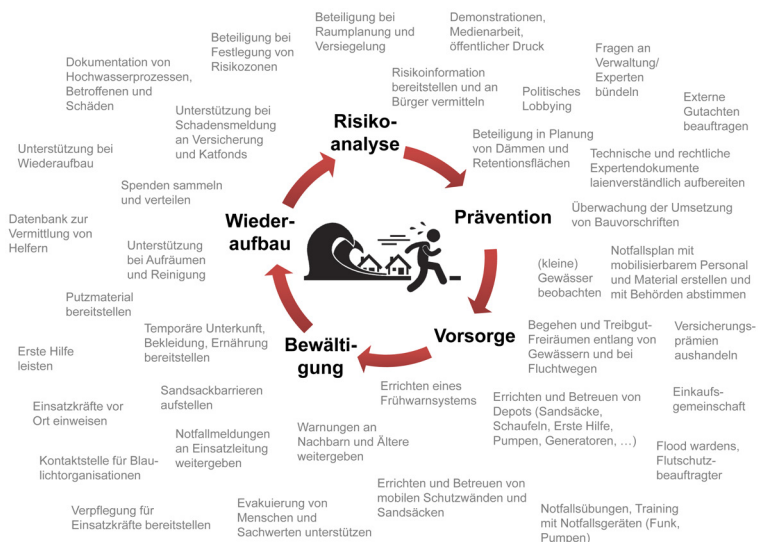 Beteiligung bei
Festlegung von
Risikozonen
Beteiligung bei
Raumplanung und
Versiegelung
Demonstrationen,
Medienarbeit,
öffentlicher Druck
Fragen an
Verwaltung/
Experten
bündeln
Dokumentation von
Hochwasserprozessen,
Betroffenen und
Schäden
Risikoinformation
bereitstellen und an
Bürger vermitteln
Politisches
Lobbying
Externe
Gutachten
beauftragen
Unterstützung bei
Schadensmeldung
an Versicherung
und Katfonds
Risiko-
analyse
Beteiligung in Planung
von Dämmen und
Retentionsflächen
Technische und rechtliche
Expertendokumente
laienverständlich aufbereiten
Unterstützung bei
Wiederaufbau
Spenden sammeln
und verteilen
Wieder-
aufbau
Prävention
Überwachung der Umsetzung
von Bauvorschriften
Datenbank zur
Vermittlung von
Helfern
Unterstützung
bei Aufräumen
und Reinigung
(kleine)
Gewässer
beobachten
Notfallsplan mit
mobilisierbarem Personal
und Material erstellen und
mit Behörden abstimmen
Putzmaterial
bereitstellen
Temporäre Unterkunft,
Bekleidung, Ernährung
bereitstellen
Bewälti-
gung
Vorsorge
Begehen und Treibgut-
Freiräumen entlang von
Gewässern und bei
Fluchtwegen
Versicherungs-
prämien
aushandeln
Erste Hilfe
leisten
Sandsackbarrieren
aufstellen
Errichten eines
Frühwarnsystems
Errichten und Betreuen von
Depots (Sandsäcke,
Schaufeln, Erste Hilfe,
Pumpen, Generatoren, …)
Einkaufs-
gemeinschaft
Einsatzkräfte vor
Ort einweisen
Notfallmeldungen
an Einsatzleitung
weitergeben
Warnungen an
Nachbarn und Ältere
weitergeben
Flood wardens,
Flutschutz-
beauftragter
Kontaktstelle für Blau-
lichtorganisationen
Errichten und Betreuen von
mobilen Schutzwänden und
Sandsäcken
Verpflegung für
Einsatzkräfte bereitstellen
Evakuierung von
Menschen und
Sachwerten unterstützen
Notfallsübungen, Training
mit Notfallsgeräten (Funk,
Pumpen)